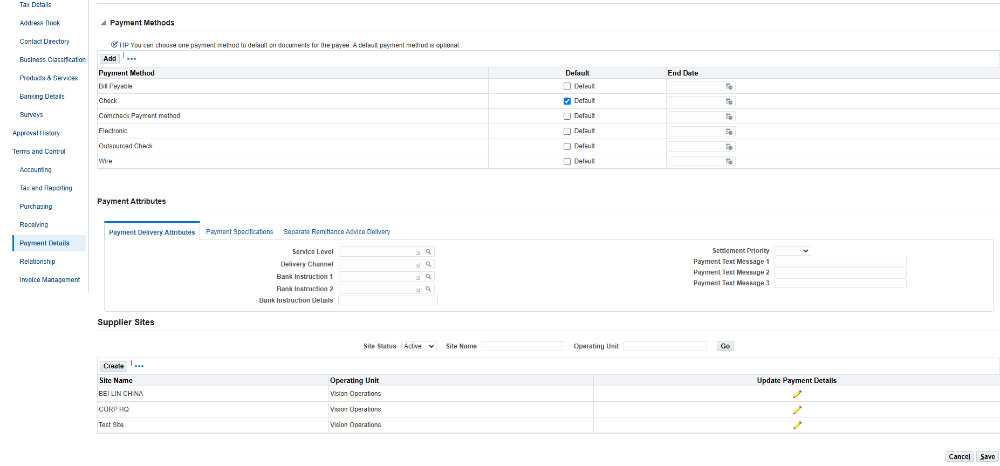 Tax Details
Address Book
Contact Directory
Business Classification
Products & Services
Banking Details
Surveys
Approval History
Terms and Control
Accounting
Tax and Reporting
Purchasing
Receiving
Payment Details
Relationship
Invoice Management
Payment Methods
TIP You can choose one payment method to default on documents for the payee. A default payment method is optional.
Add
Payment Method Default End Date
Bill Payable Default
Check Default
Comcheck Payment method Default
Electronic Default
Outsourced Check Default
Wire Default
Payment Attributes
Payment Delivery Attributes Payment Specifications Separate Remittance Advice Delivery
Service Level
Delivery Channel
Bank Instruction 1
Bank Instruction 2
Bank Instruction Details
Settlement Priority
Payment Text Message 1
Payment Text Message 2
Payment Text Message 3
Supplier Sites
Site Status Active Site Name Operating Unit Go
Create
Site Name Operating Unit Update Payment Details
BEI LIN CHINA Vision Operations
CORP HQ Vision Operations
Test Site Vision Operations
Cancel Save